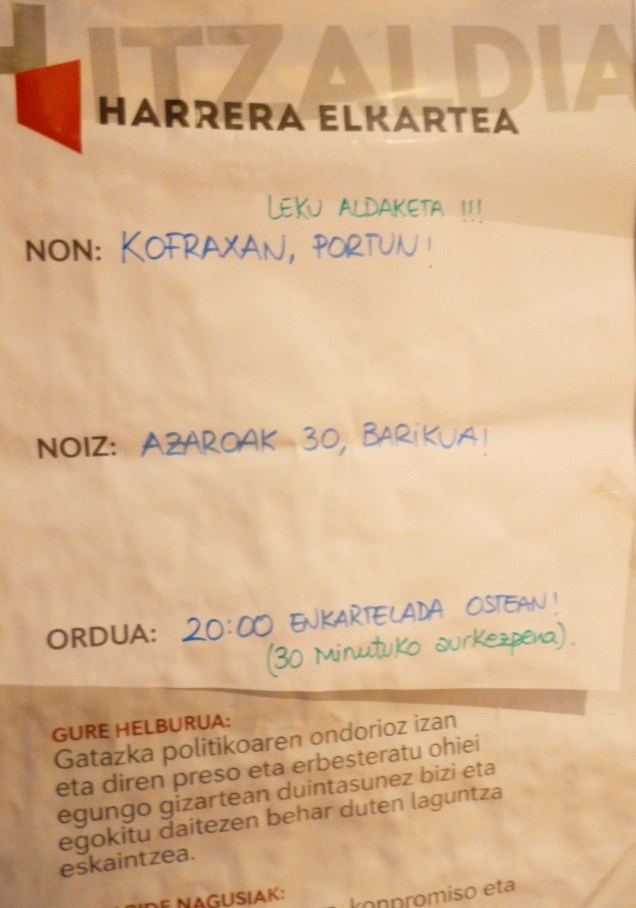 HITZALDIA
HARRERA ELKARTEA
LEKU ALDAKETA !!!
NON: KOFRAXAN, PORTUN!
NOIZ: AZAROAK 30, BARIKUA!
ORDUA: 20:00 ENKARTELADA OSTEAN!
(30 minutuko aurkezpena).
GURE HELBURUA:
Gatazka politikoaren ondorioz izan
eta diren preso eta erbesteratu ohiei
egungo gizartean duintasunez bizi eta
egokitu daitezen behar duten laguntza
eskaintzea.
NAGUSIAK:
konpromiso eta